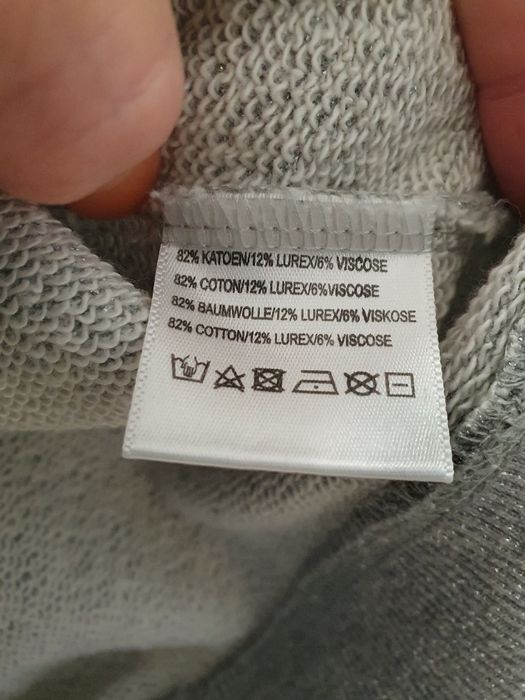 82% KATOEN/12% LUREX/6% VISCOSE
82% COTON/12% LUREX/6%VISCOSE
82% BAUMWOLLE/12% LUREX/6% VISKOSE
82% COTTON/12% LUREX/6% VISCOSE